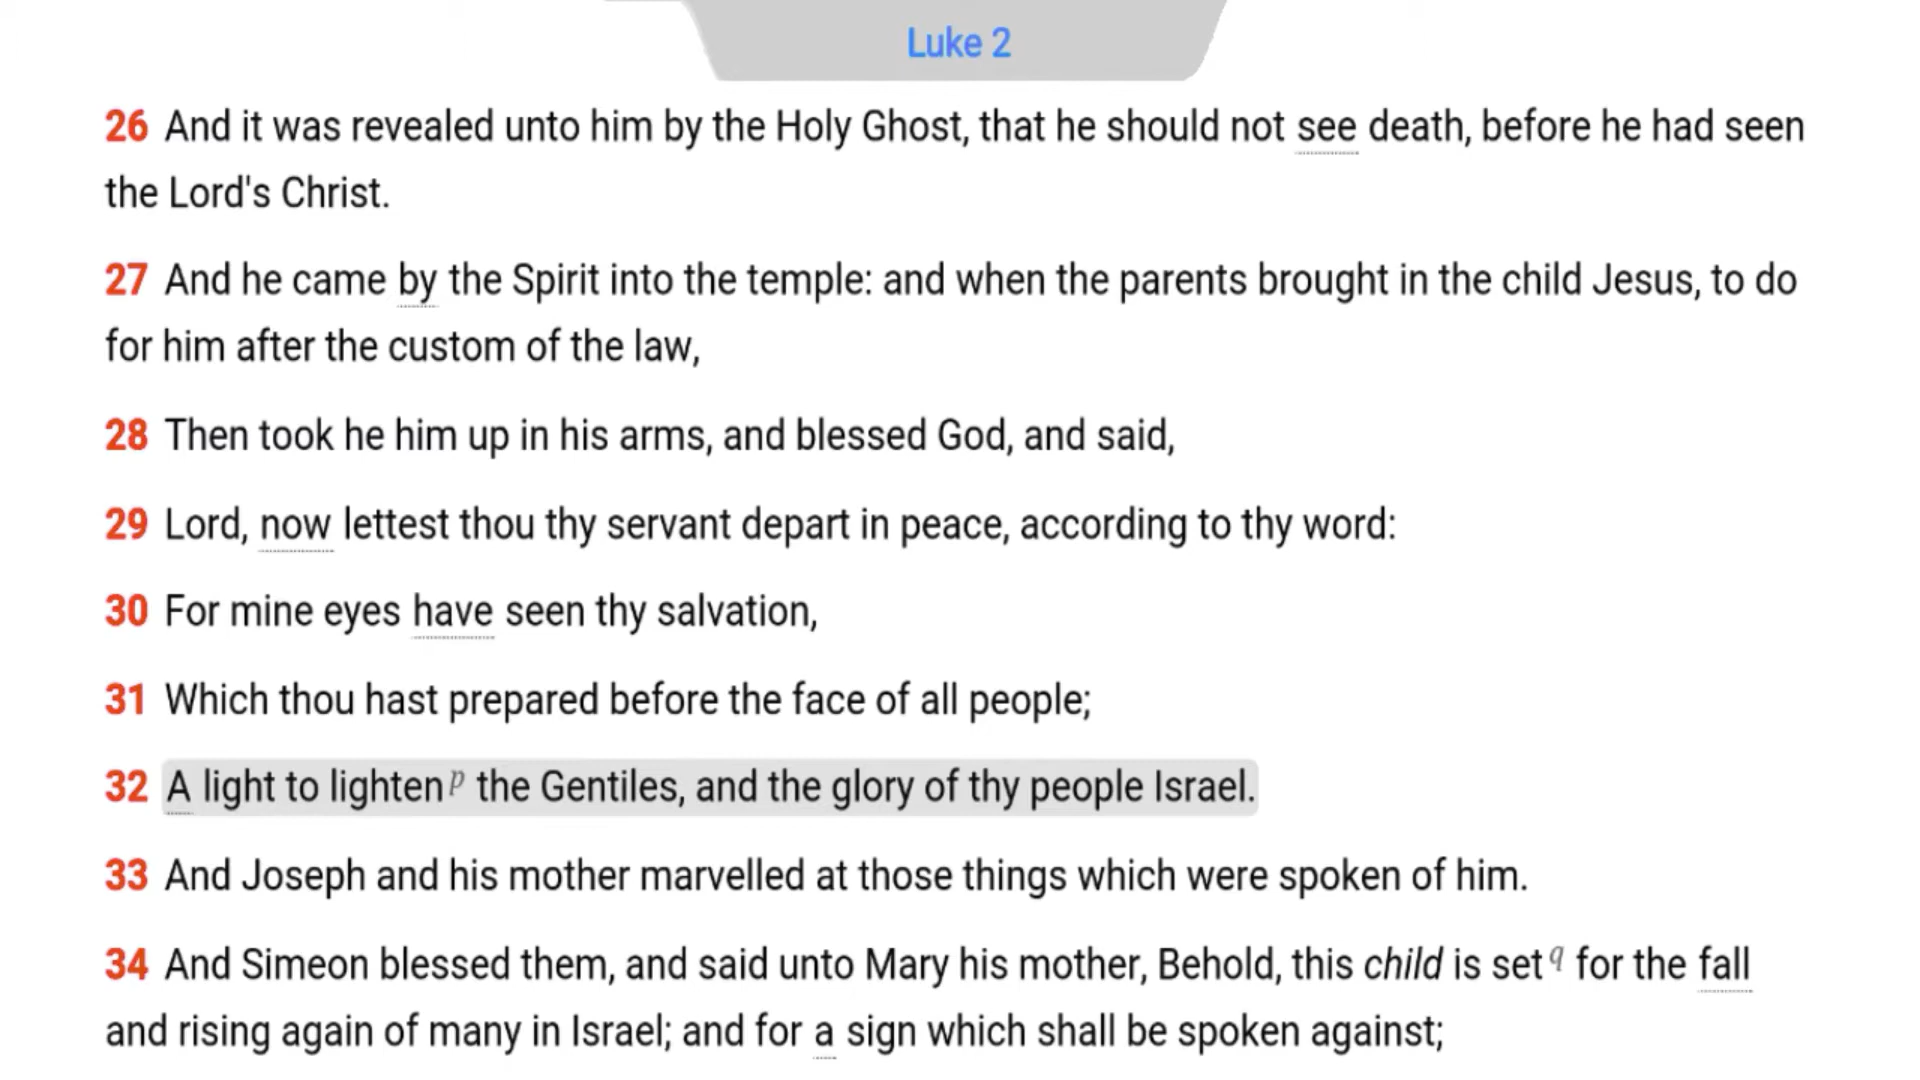 Luke 2
26 And it was revealed unto him by the Holy Ghost, that he should not see death, before he had seen
the Lord's Christ.
27 And he came by the Spirit into the temple: and when the parents brought in the child Jesus, to do
for him after the custom of the law,
28 Then took he him up in his arms, and blessed God, and said,
29 Lord, now lettest thou thy servant depart in peace, according to thy word:
30 For mine eyes have seen thy salvation,
31 Which thou hast prepared before the face of all people;
32 A light to lighten p the Gentiles, and the glory of thy people Israel.
33 And Joseph and his mother marvelled at those things which were spoken of him.
34 And Simeon blessed them, and said unto Mary his mother, Behold, this child is set q for the fall
and rising again of many in Israel; and for a sign which shall be spoken against;